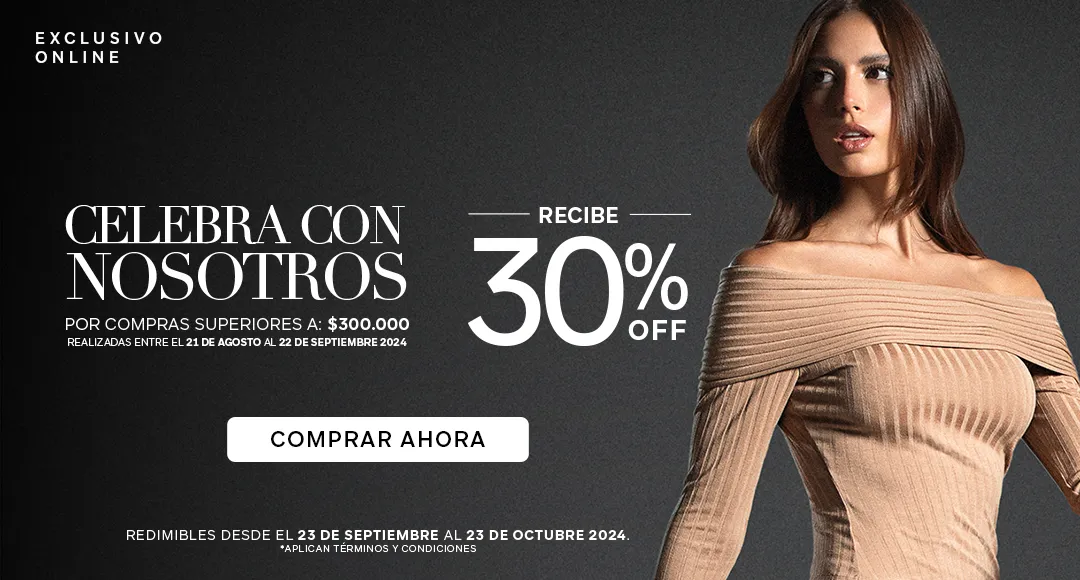 EXCLUSIVO
ONLINE
CELEBRA CON
NOSOTROS
POR COMPRAS SUPERIORES A: $300.000
REALIZADAS ENTRE EL 21 DE AGOSTO AL 22 DE SEPTIEMBRE 2024
RECIBE
30%
OFF
COMPRAR AHORA
REDIMIBLES DESDE EL 23 DE SEPTIEMBRE AL 23 DE OCTUBRE 2024.
*APLICAN TÉRMINOS Y CONDICIONES